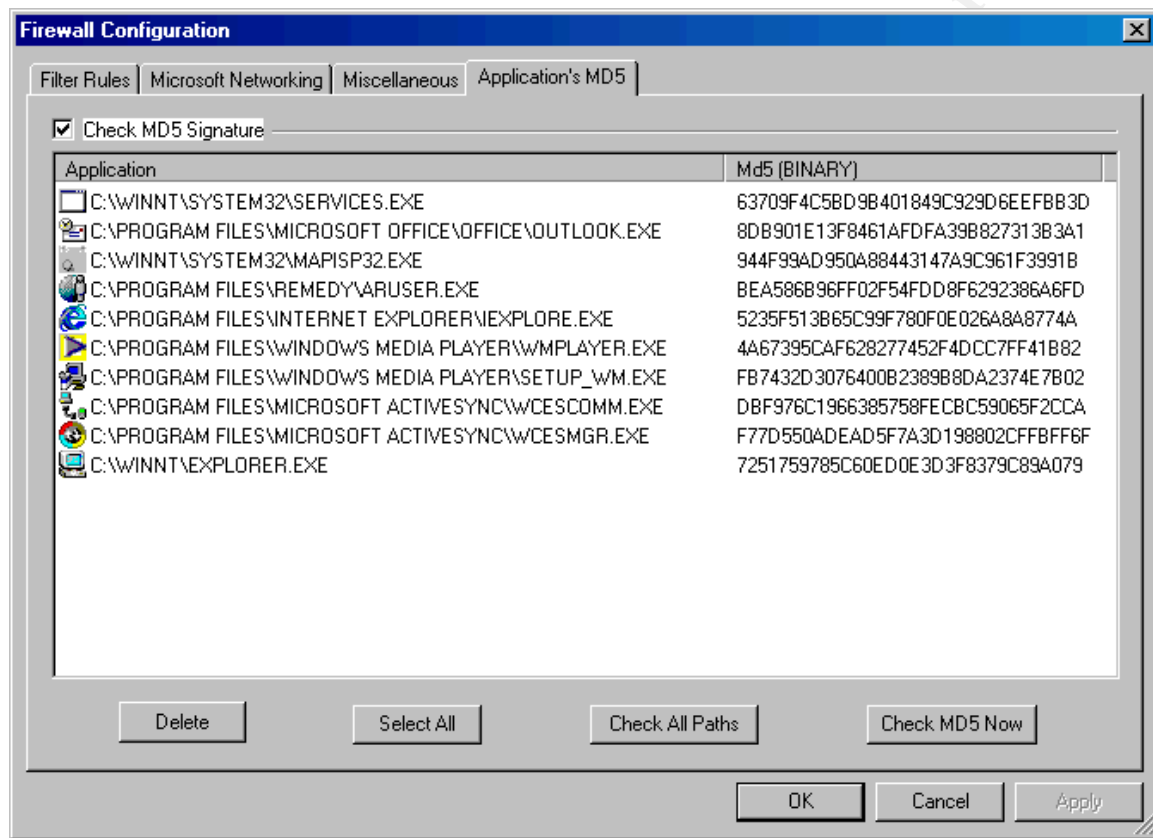 Firewall Configuration
Filter Rules Microsoft Networking Miscellaneous Application's MD5
Check MD5 Signature
Application Md5 (BINARY)
C:\WINNT\SYSTEM32\SERVICES.EXE 63709F4C5BD9B401849C929D6EEFBB3D
C:\PROGRAM FILES\MICROSOFT OFFICE\OFFICE\OUTLOOK.EXE 8DB901E13F8461AFDFA39B827313B3A1
C:\WINNT\SYSTEM32\MAPISP32.EXE 944F99AD950A88443147A9C961F3991B
C:\PROGRAM FILES\REMEDY\ARUSER.EXE BEA586B96FF02F54FDD8F6292386A6FD
C:\PROGRAM FILES\INTERNET EXPLORER\IEXPLORE.EXE 5235F513B65C99F780F0E026A8A8774A
C:\PROGRAM FILES\WINDOWS MEDIA PLAYER\WMPLAYER.EXE 4A67395CAF628277452F4DCC7FF41B82
C:\PROGRAM FILES\WINDOWS MEDIA PLAYER\SETUP_WM.EXE FB7432D3076400B2389B8DA2374E7B02
C:\PROGRAM FILES\MICROSOFT ACTIVESYNC\WCESCOMM.EXE DBF976C1966385758FECBC59065F2CCA
C:\PROGRAM FILES\MICROSOFT ACTIVESYNC\WCESMGR.EXE F77D550ADEAD5F7A3D198802CFFBFF6F
C:\WINNT\EXPLORER.EXE 7251759785C60ED0E3D3F8379C89A079
Delete Select All Check All Paths Check MD5 Now
OK Cancel Apply